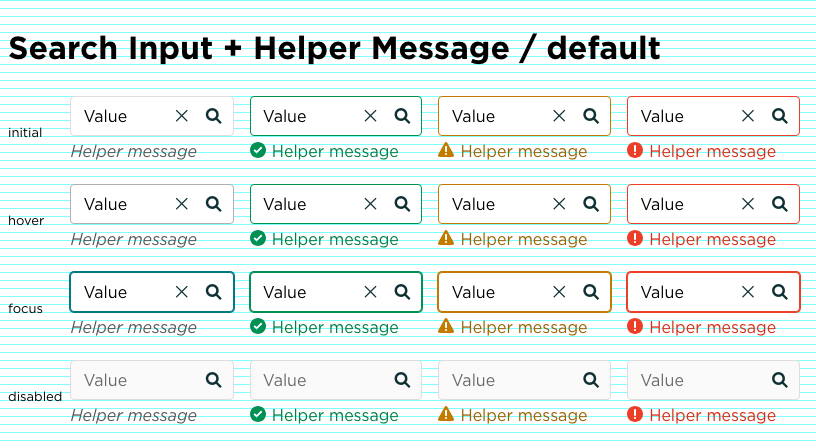 Search Input + Helper Message / default
initial Value Value Value Value
Helper message Helper message Helper message Helper message
hover Value Value Value Value
Helper message Helper message Helper message Helper message
focus Value Value Value Value
Helper message Helper message Helper message Helper message
disabled Value Value Value Value
Helper message Helper message Helper message Helper message